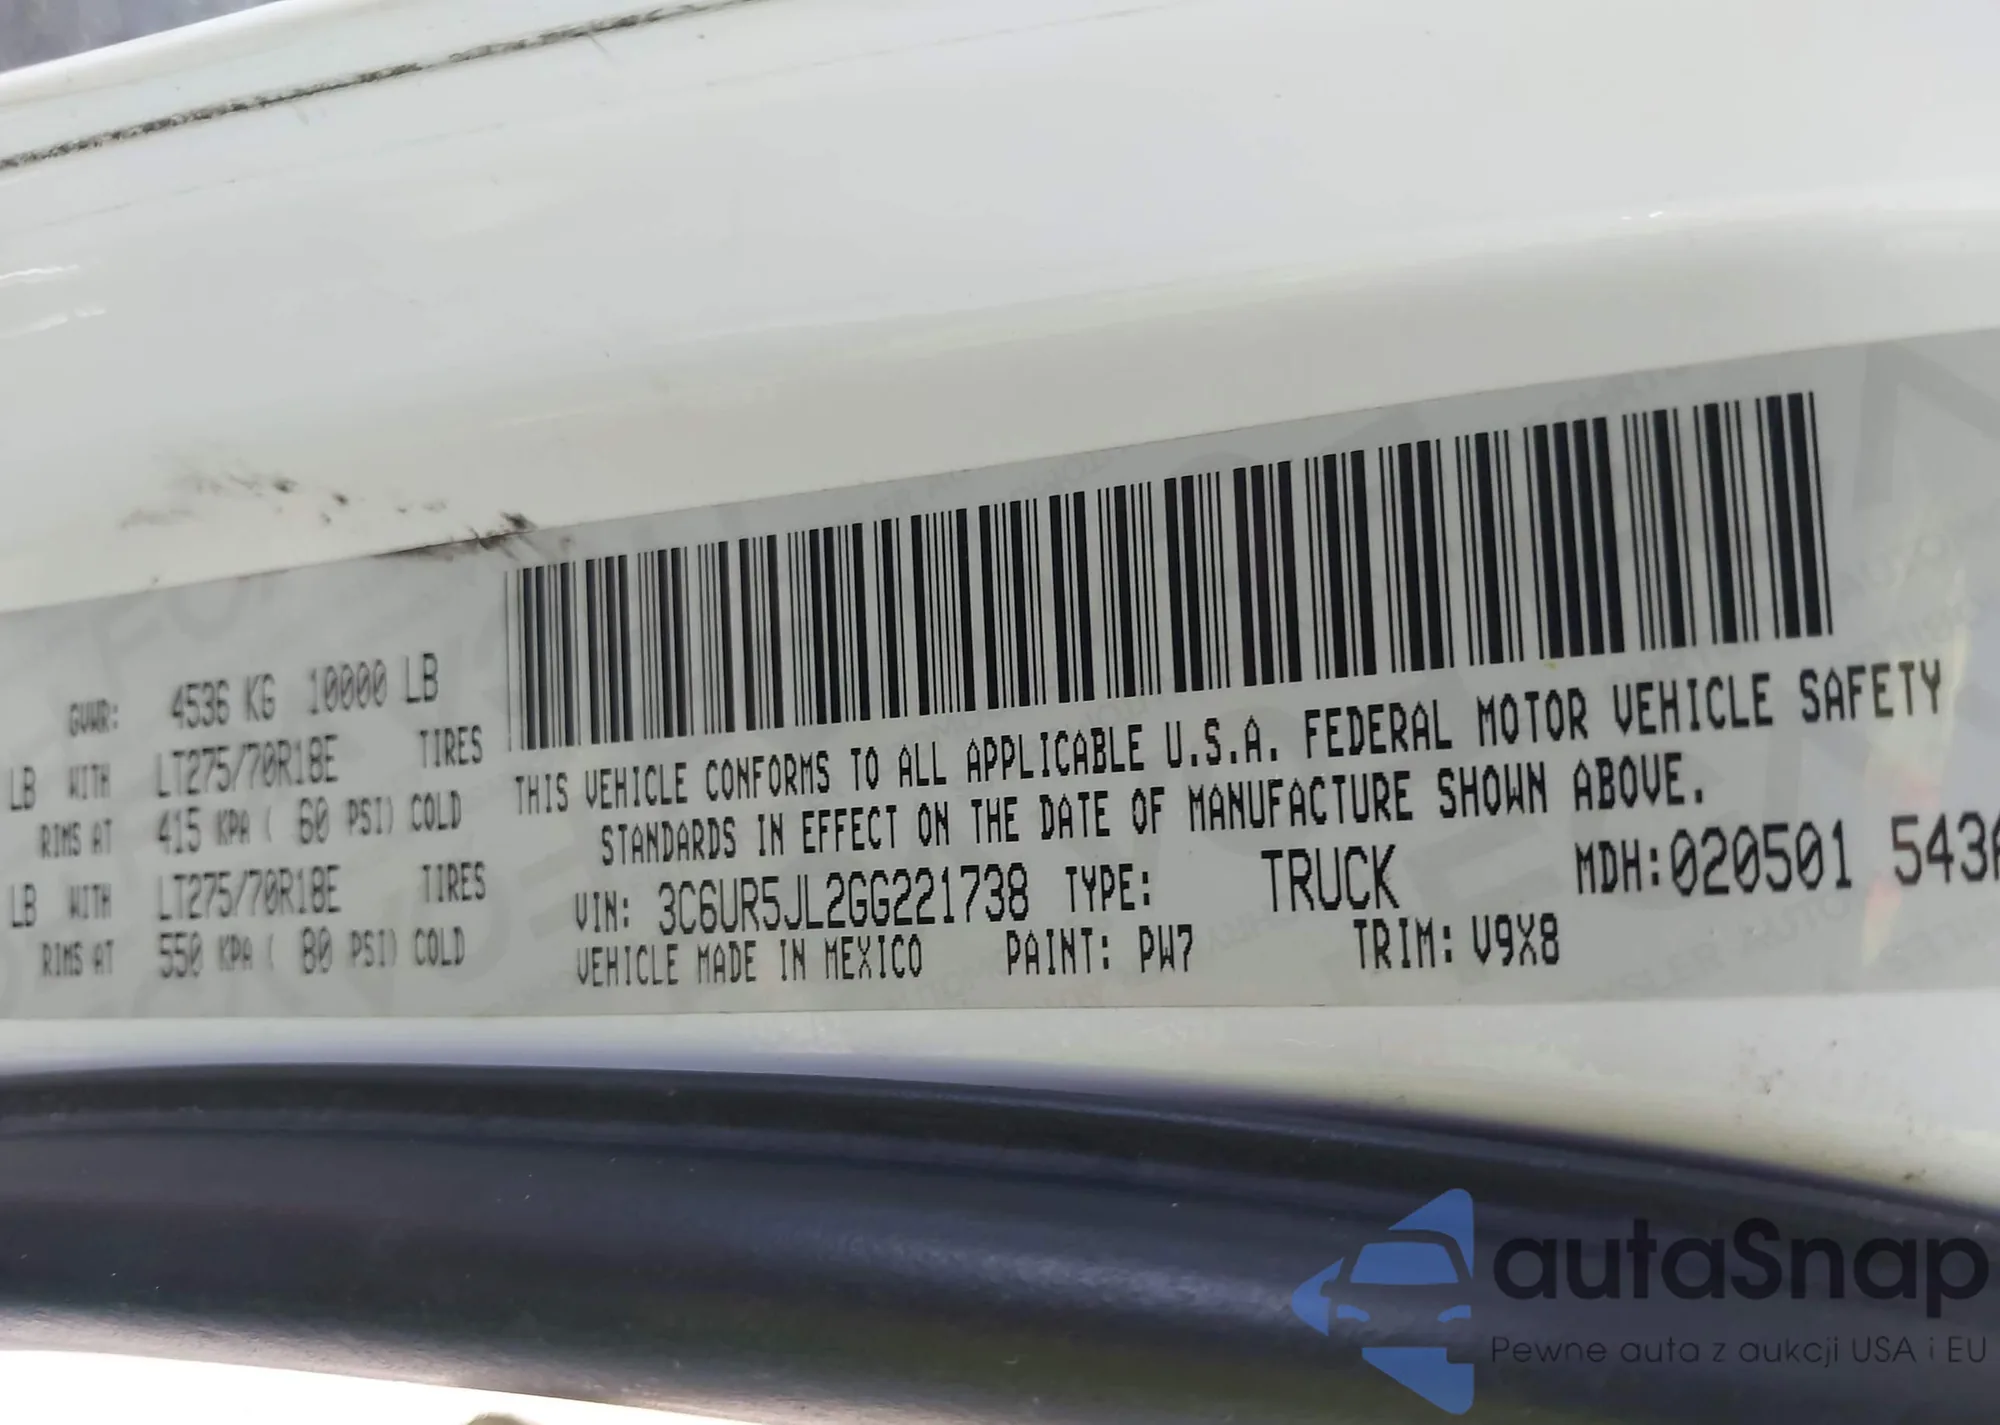 GVWR: 4536 KG 10000 LB
LB WITH LT275/70R18E TIRES
RIMS AT 415 KPA ( 60 PSI) COLD
LB WITH LT275/70R18E TIRES
RIMS AT 550 KPA ( 80 PSI) COLD
THIS VEHICLE CONFORMS TO ALL APPLICABLE U.S.A. FEDERAL MOTOR VEHICLE SAFETY
STANDARDS IN EFFECT ON THE DATE OF MANUFACTURE SHOWN ABOVE.
VIN: 3C6UR5JL2GG221738 TYPE: TRUCK MDH:020501 543
VEHICLE MADE IN MEXICO PAINT: PW7 TRIM: V9X8
autaSnap
Pewne auta z aukcji USA i EU